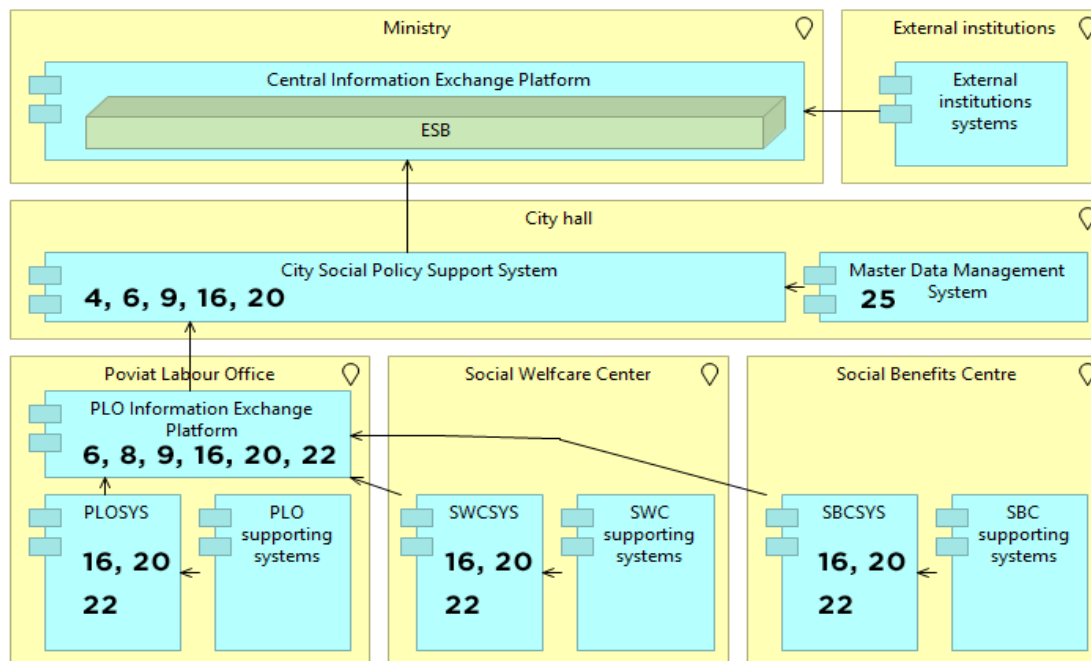 Ministry
External institutions
Central Information Exchange Platform
ESB
External
institutions
systems
City hall
City Social Policy Support System
4, 6, 9, 16, 20
Master Data Management
System
25
Poviat Labour Office
Social Welfcare Center
Social Benefits Centre
PLO Information Exchange
Platform
6, 8, 9, 16, 20, 22
PLOSYS
16, 20
22
PLO
supporting
systems
SWCSYS
16, 20
22
SWC
supporting
systems
SBCSYS
16, 20
22
SBC
supporting
systems